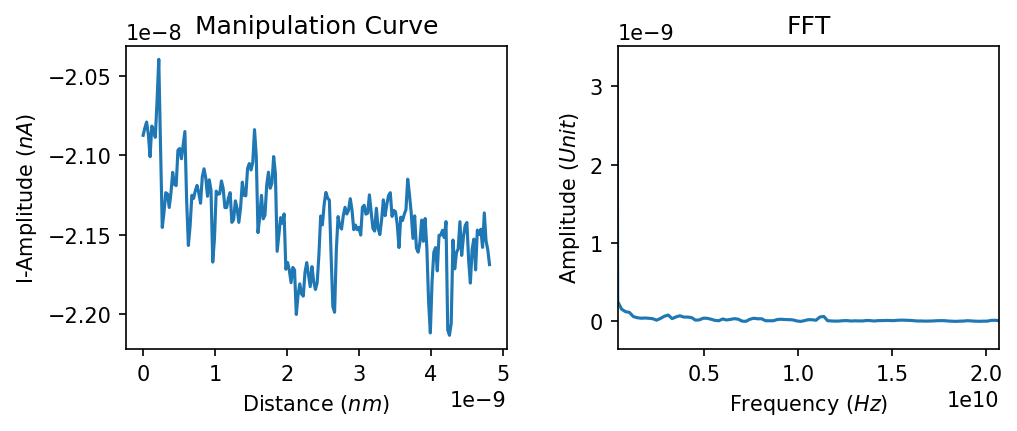 Manipulation Curve
1e−8
I-Amplitude (nA)
−2.05
−2.10
−2.15
−2.20
0 1 2 3 4 5
1e−9
Distance (nm)
FFT
1e−9
Amplitude (Unit)
3
2
1
0
0.5 1.0 1.5 2.0
1e10
Frequency (Hz)